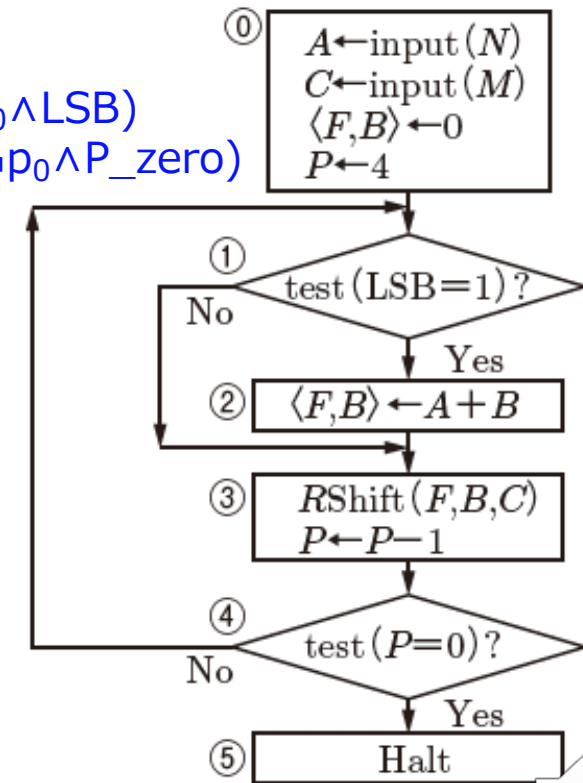 ₀∧LSB)
¬p₀∧P_zero)
⓪
A←input(N)
C←input(M)
⟨F,B⟩←0
P←4
①
test(LSB=1)?
No
Yes
②
⟨F,B⟩←A+B
③
RShift(F,B,C)
P←P−1
④
test(P=0)?
No
Yes
⑤
Halt